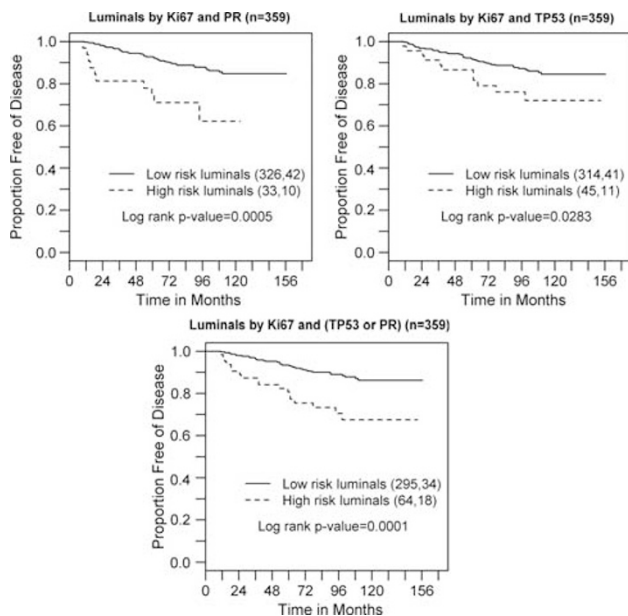 Luminals by Ki67 and PR (n=359)
Proportion Free of Disease
1.0
0.8
0.6
0.4
0.2
0.0
Low risk luminals (326,42)
High risk luminals (33,10)
Log rank p-value=0.0005
0 24 48 72 96 120 156
Time in Months
Luminals by Ki67 and TP53 (n=359)
Proportion Free of Disease
1.0
0.8
0.6
0.4
0.2
0.0
Low risk luminals (314,41)
High risk luminals (45,11)
Log rank p-value=0.0283
0 24 48 72 96 120 156
Time in Months
Luminals by Ki67 and (TP53 or PR) (n=359)
Proportion Free of Disease
1.0
0.8
0.6
0.4
0.2
0.0
Low risk luminals (295,34)
High risk luminals (64,18)
Log rank p-value=0.0001
0 24 48 72 96 120 156
Time in Months